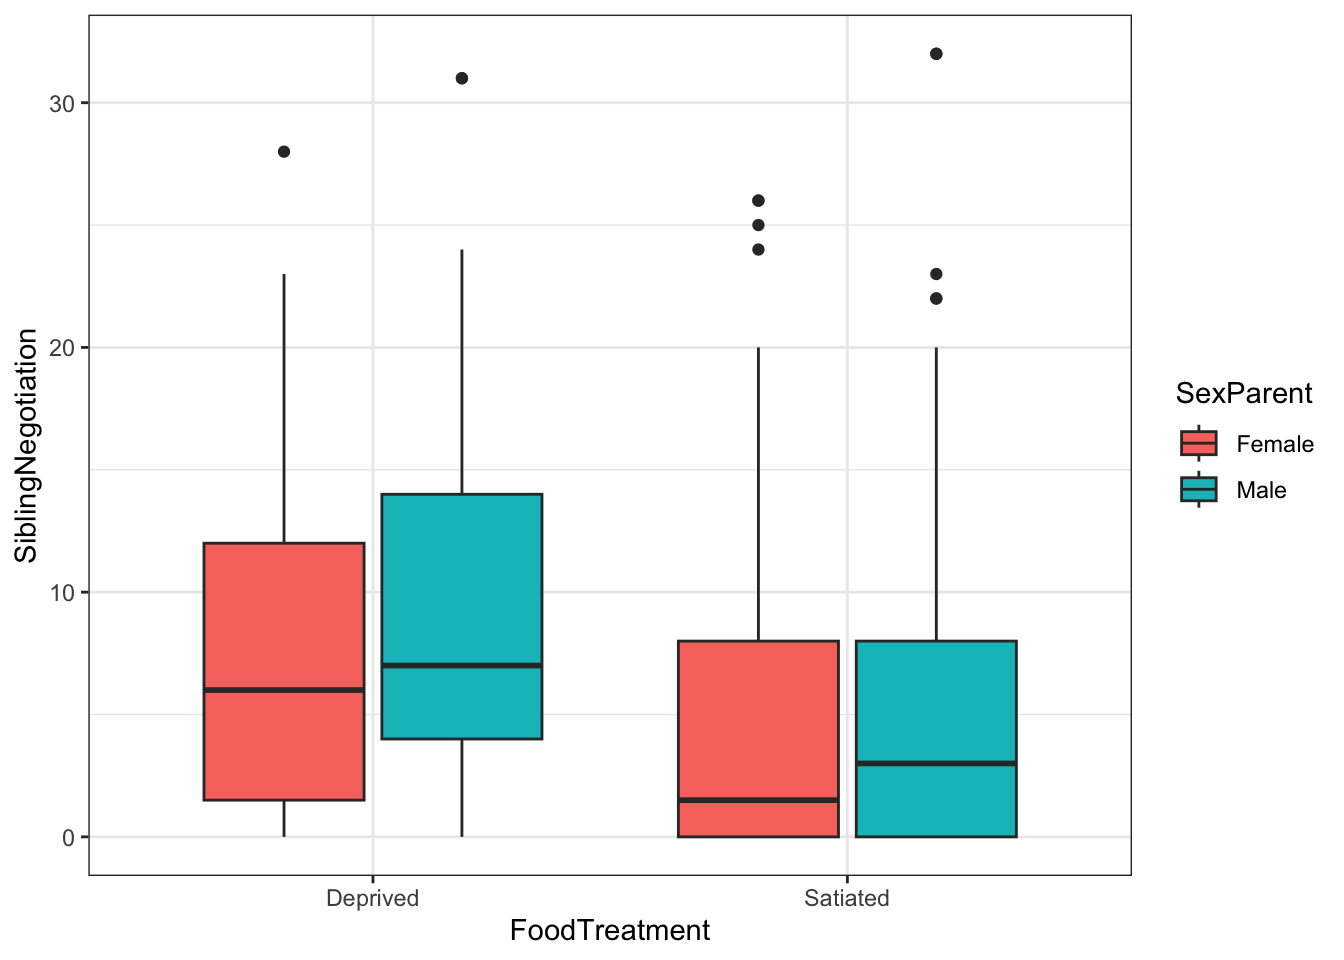 30
20
10
0
SiblingNegotiation
Deprived
Satiated
FoodTreatment
SexParent
Female
Male